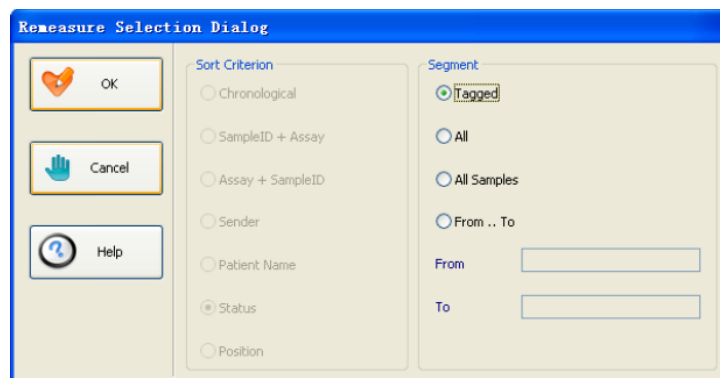 Remeasure Selection Dialog
OK
Cancel
Help
Sort Criterion
Chronological
SampleID + Assay
Assay + SampleID
Sender
Patient Name
Status
Position
Segment
Tagged
All
All Samples
From .. To
From
To